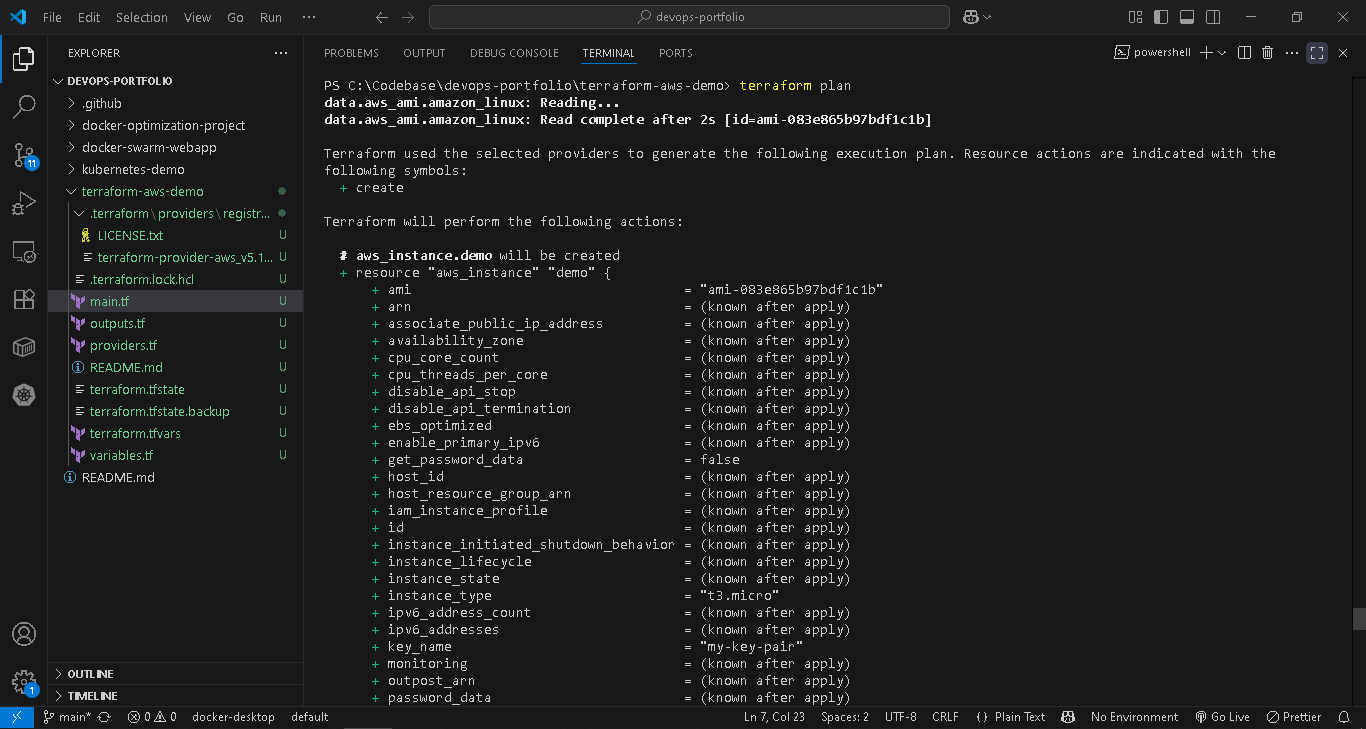 File Edit Selection View Go Run ··· devops-portfolio
EXPLORER ···
DEVOPS-PORTFOLIO
.github
docker-optimization-project
docker-swarm-webapp
kubernetes-demo
terraform-aws-demo
.terraform\providers\registr...
LICENSE.txt U
terraform-provider-aws_v5.1... U
.terraform.lock.hcl U
main.tf U
outputs.tf U
providers.tf U
README.md U
terraform.tfstate U
terraform.tfstate.backup U
terraform.tfvars U
variables.tf U
README.md
OUTLINE
TIMELINE
11
1
PROBLEMS OUTPUT DEBUG CONSOLE TERMINAL PORTS powershell ···
PS C:\Codebase\devops-portfolio\terraform-aws-demo> terraform plan
data.aws_ami.amazon_linux: Reading...
data.aws_ami.amazon_linux: Read complete after 2s [id=ami-083e865b97bdf1c1b]
Terraform used the selected providers to generate the following execution plan. Resource actions are indicated with the
following symbols:
+ create
Terraform will perform the following actions:
# aws_instance.demo will be created
+ resource "aws_instance" "demo" {
+ ami = "ami-083e865b97bdf1c1b"
+ arn = (known after apply)
+ associate_public_ip_address = (known after apply)
+ availability_zone = (known after apply)
+ cpu_core_count = (known after apply)
+ cpu_threads_per_core = (known after apply)
+ disable_api_stop = (known after apply)
+ disable_api_termination = (known after apply)
+ ebs_optimized = (known after apply)
+ enable_primary_ipv6 = (known after apply)
+ get_password_data = false
+ host_id = (known after apply)
+ host_resource_group_arn = (known after apply)
+ iam_instance_profile = (known after apply)
+ id = (known after apply)
+ instance_initiated_shutdown_behavior = (known after apply)
+ instance_lifecycle = (known after apply)
+ instance_state = (known after apply)
+ instance_type = "t3.micro"
+ ipv6_address_count = (known after apply)
+ ipv6_addresses = (known after apply)
+ key_name = "my-key-pair"
+ monitoring = (known after apply)
+ outpost_arn = (known after apply)
+ password_data = (known after apply)
main* 0 0 docker-desktop default Ln 7, Col 23 Spaces: 2 UTF-8 CRLF {} Plain Text No Environment Go Live Prettier